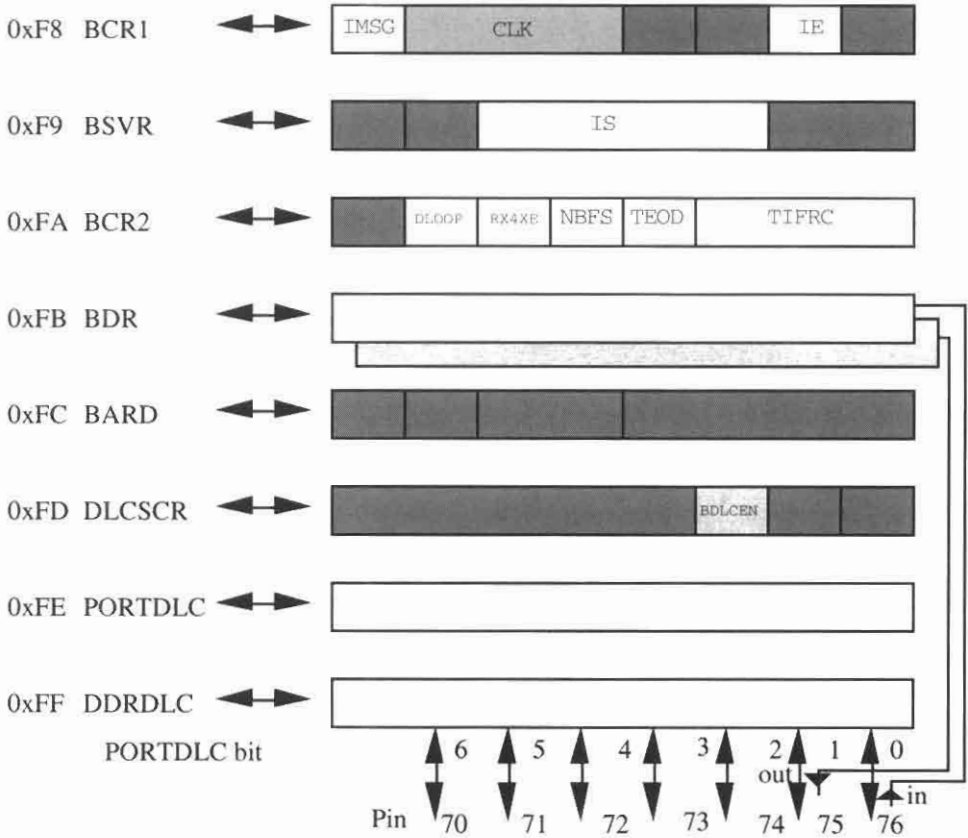 0xF8 BCR1 IMSG CLK IE
0xF9 BSVR IS
0xFA BCR2 DLOOP RX4XE NBFS TEOD TIFRC
0xFB BDR
0xFC BARD
0xFD DLCSCR BDLCEN
0xFE PORTDLC
0xFF DDRDLC
PORTDLC bit 6 5 4 3 2 1 0
out in
Pin 70 71 72 73 74 75 76